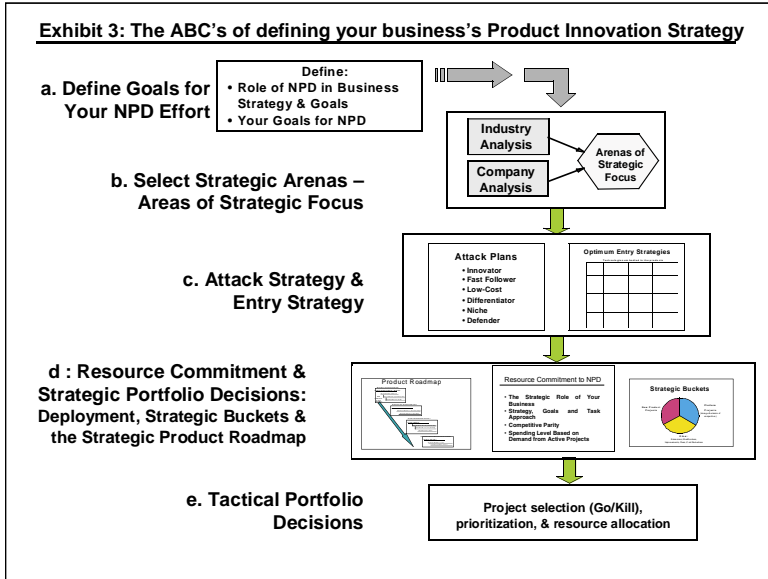 Exhibit 3: The ABC's of defining your business's Product Innovation Strategy
a. Define Goals for
Your NPD Effort
Define:
• Role of NPD in Business
Strategy & Goals
• Your Goals for NPD
Industry
Analysis
Company
Analysis
Arenas of
Strategic
Focus
b. Select Strategic Arenas –
Areas of Strategic Focus
c. Attack Strategy &
Entry Strategy
Attack Plans
• Innovator
• Fast Follower
• Low-Cost
• Differentiator
• Niche
• Defender
Optimum Entry Strategies
d : Resource Commitment &
Strategic Portfolio Decisions:
Deployment, Strategic Buckets &
the Strategic Product Roadmap
Product Roadmap
Resource Commitment to NPD
• The Strategic Role of Your
Business
• Strategy, Goals and Task
Approach
• Competitive Parity
• Spending Level Based on
Demand from Active Projects
Strategic Buckets
e. Tactical Portfolio
Decisions
Project selection (Go/Kill),
prioritization, & resource allocation